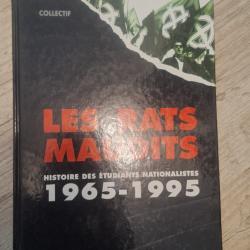 COLLECTIF
LES RATS
MAUDITS
HISTOIRE DES ÉTUDIANTS NATIONALISTES
1965-1995